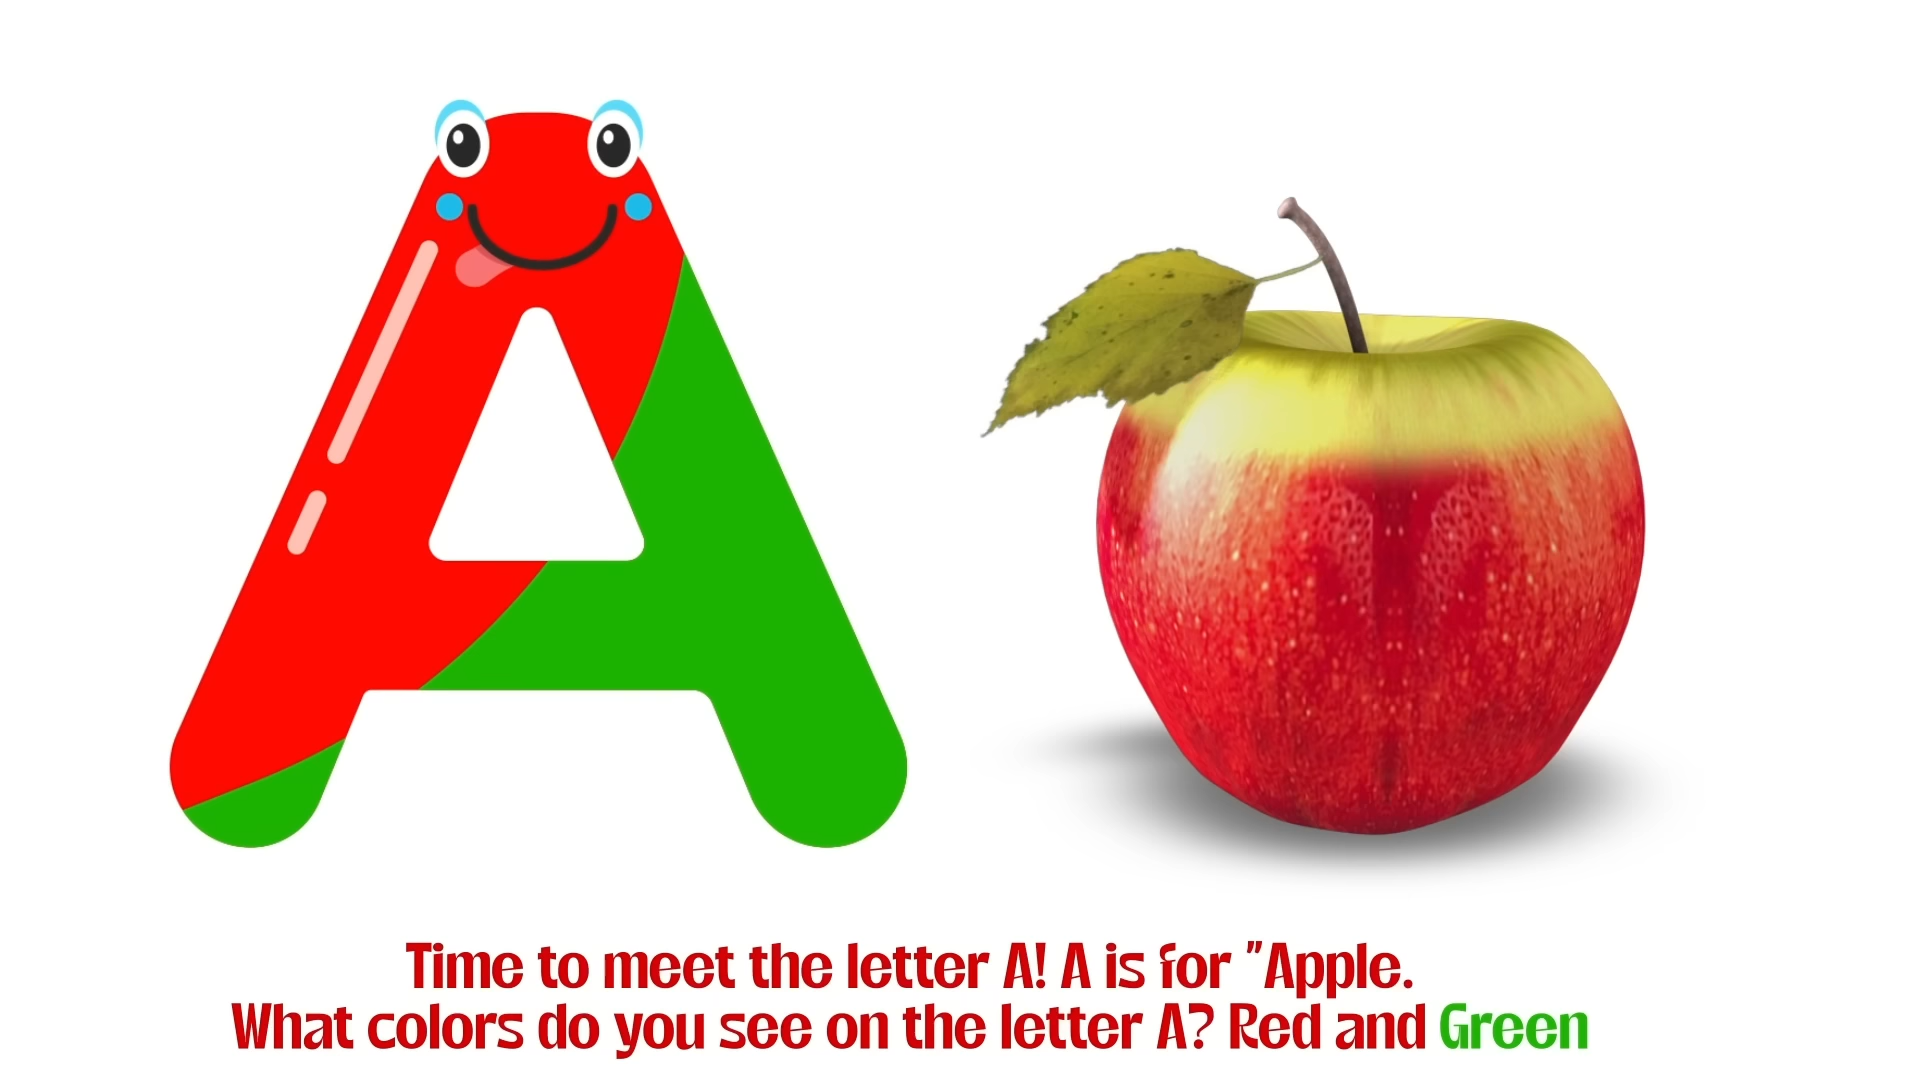 A
Time to meet the letter A! A is for "Apple.
What colors do you see on the letter A? Red and Green